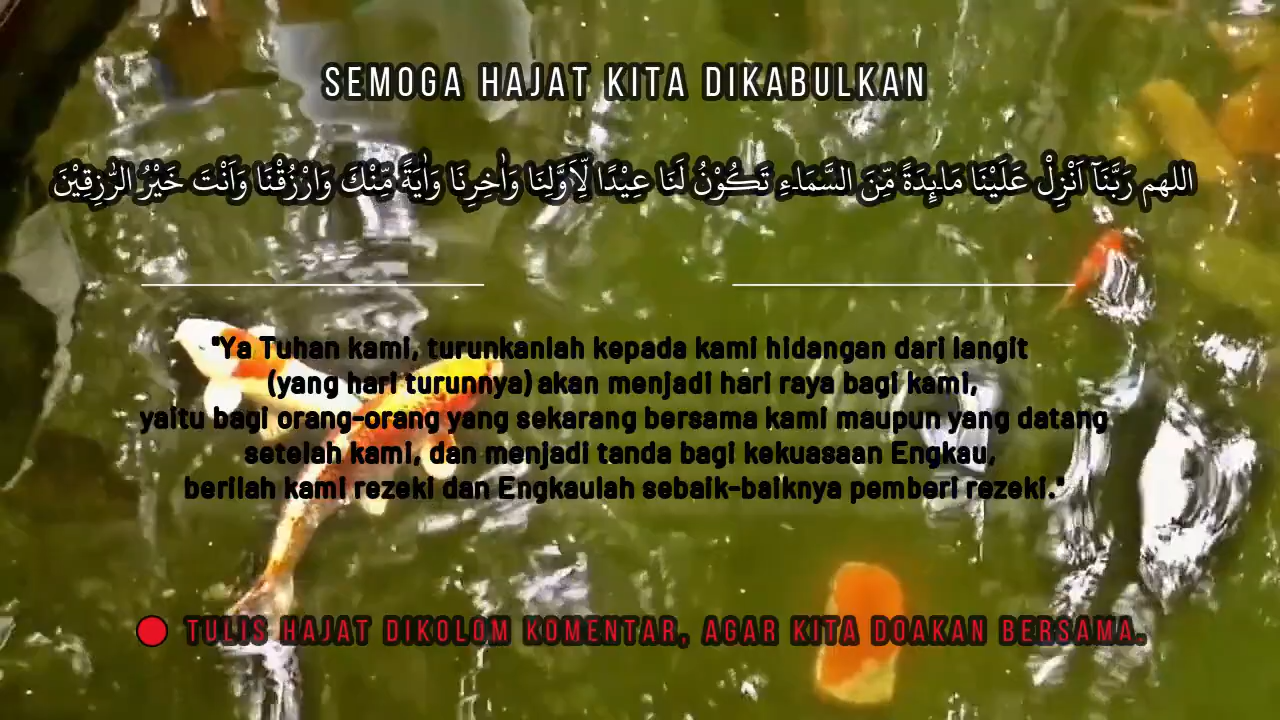 SEMOGA HAJAT KITA DIKABULKAN
اللهم رَبَّنَآ اَنْزِلْ عَلَيْنَا مَاۤىِٕدَةً مِّنَ السَّمَاۤءِ تَكُوْنُ لَنَا عِيْدًا لِّاَوَّلِنَا وَاٰخِرِنَا وَاٰيَةً مِّنْكَ وَارْزُقْنَا وَاَنْتَ خَيْرُ الرّٰزِقِيْنَ
"Ya Tuhan kami, turunkanlah kepada kami hidangan dari langit
(yang hari turunnya) akan menjadi hari raya bagi kami,
yaitu bagi orang-orang yang sekarang bersama kami maupun yang datang
setelah kami, dan menjadi tanda bagi kekuasaan Engkau,
berilah kami rezeki dan Engkaulah sebaik-baiknya pemberi rezeki."
TULIS HAJAT DIKOLOM KOMENTAR, AGAR KITA DOAKAN BERSAMA.